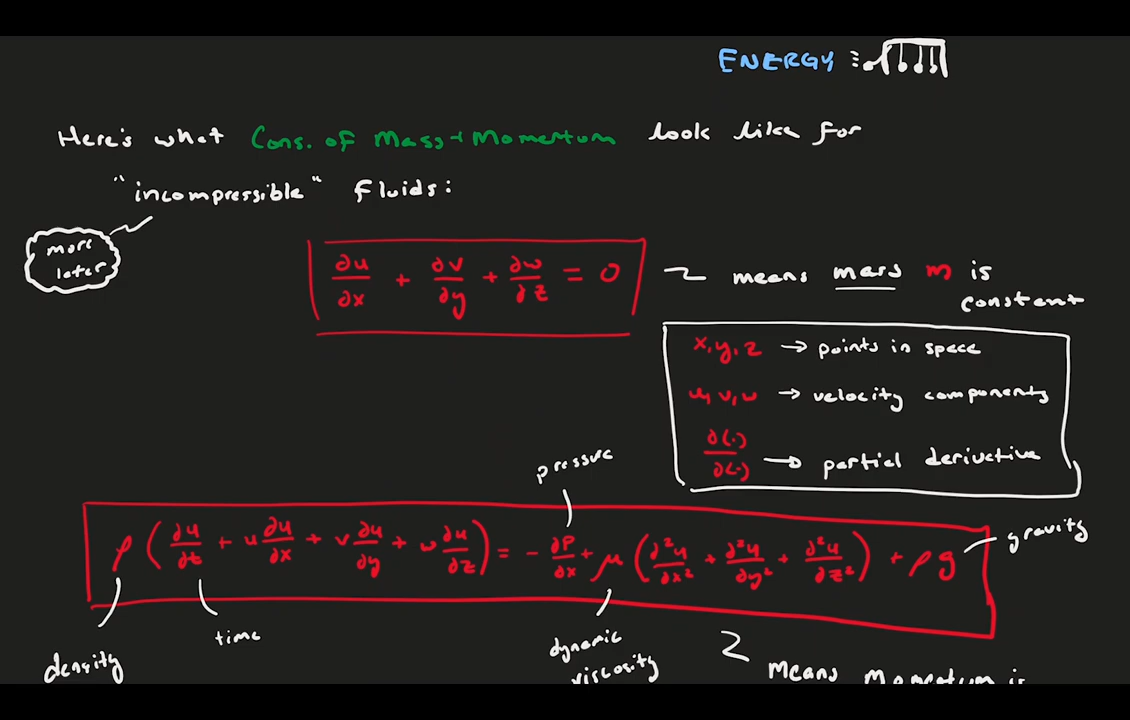 ENERGY
Here's what Cons. of Mass + Momentum look like for
"incompressible" fluids:
more
later
∂u/∂x + ∂v/∂y + ∂w/∂z = 0
means mass m is
constant
x, y, z → points in space
u, v, w → velocity components
∂(·)/∂(·) → partial derivative
pressure
ρ (∂u/∂t + u ∂u/∂x + v ∂u/∂y + w ∂u/∂z) = - ∂P/∂x + μ (∂²u/∂x² + ∂²u/∂y² + ∂²u/∂z²) + ρg
gravity
time
density
dynamic
viscosity
means momentum is